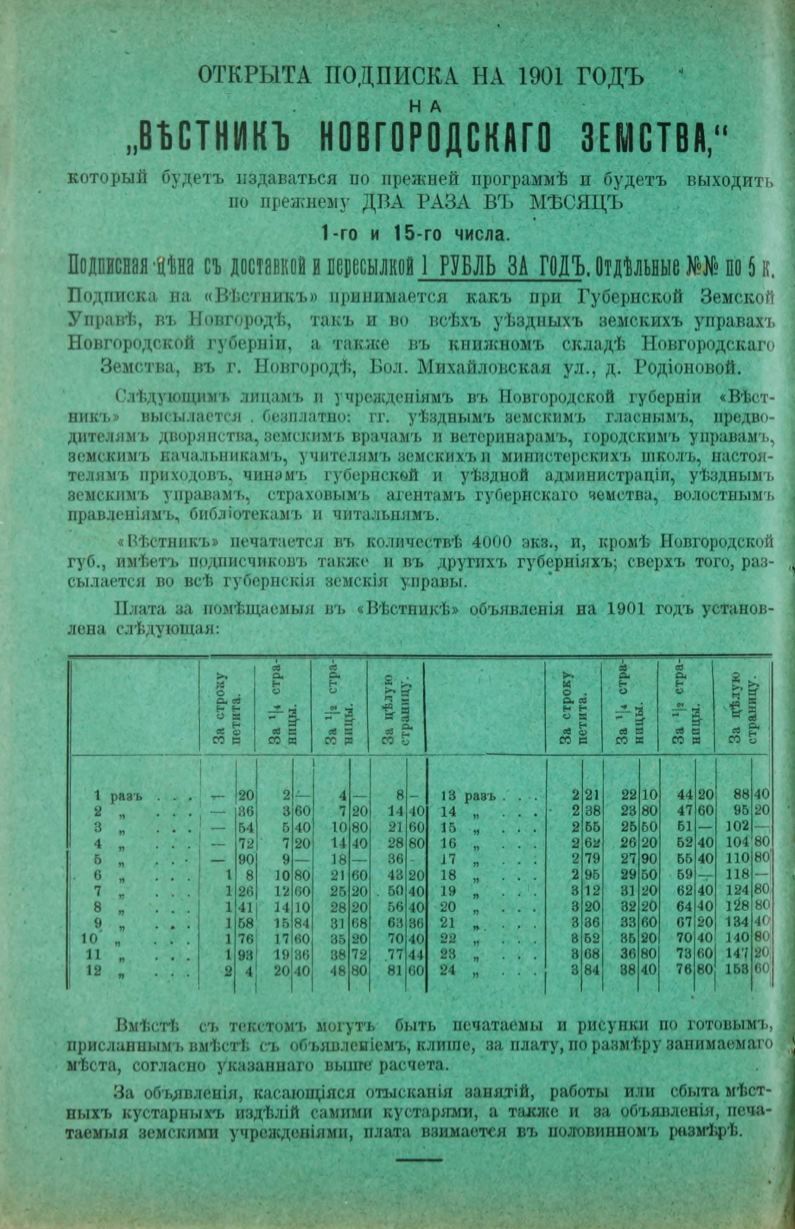 ОТКРЫТА ПОДПИСКА НА 1901 ГОДЪ
НА
„ВѢСТНИКЪ НОВГОРОДСКАГО ЗЕМСТВА,“
который будетъ издаваться по прежней программѣ и будетъ выходить
по прежнему ДВА РАЗА ВЪ МѢСЯЦЪ
1-го и 15-го числа.
Подписная цѣна съ доставкой и пересылкой 1 РУБЛЬ ЗА ГОДЪ. Отдѣльные №№ по 5 к.
Подписка на «Вѣстникъ» принимается какъ при Губернской Земской
Управѣ, въ Новгородѣ, такъ и во всѣхъ уѣздныхъ земскихъ управахъ
Новгородской губерніи, а также въ книжномъ складѣ Новгородскаго
Земства, въ г. Новгородѣ, Бол. Михайловская ул., д. Родіоновой.
Слѣдующимъ лицамъ и учрежденіямъ въ Новгородской губерніи «Вѣст-
никъ» высылается безплатно: гг. уѣзднымъ земскимъ гласнымъ, предво-
дителямъ дворянства, земскимъ врачамъ и ветеринарамъ, городскимъ управамъ,
земскимъ начальникамъ, учителямъ земскихъ и министерскихъ школъ, настоя-
телямъ приходовъ, чинамъ губернской и уѣздной администраціи, уѣзднымъ
земскимъ управамъ, страховымъ агентамъ губернскаго земства, волостнымъ
правленіямъ, библіотекамъ и читальнямъ.
«Вѣстникъ» печатается въ количествѣ 4000 экз., и, кромѣ Новгородской
губ., имѣетъ подписчиковъ также и въ другихъ губерніяхъ; сверхъ того, раз-
сылается во всѣ губернскія земскія управы.
Плата за помѣщаемыя въ «Вѣстникѣ» объявленія на 1901 годъ установ-
лена слѣдующая:
За строку петита. За 1/4 стра-ницы. За 1/2 стра-ницы. За цѣлую страницу. За строку петита. За 1/4 стра-ницы. За 1/2 стра-ницы. За цѣлую страницу.
1 разъ . . . — 20 2 — 4 — 8 — 13 разъ . . . 2 21 22 10 44 20 88 40
2 „ . . . — 36 3 60 7 20 14 40 14 „ . . . 2 38 23 80 47 60 95 20
3 „ . . . — 54 5 40 10 80 21 60 15 „ . . . 2 55 25 50 51 — 102 —
4 „ . . . — 72 7 20 14 40 28 80 16 „ . . . 2 62 26 20 52 40 104 80
5 „ . . . — 90 9 — 18 — 36 - 17 „ . . . 2 79 27 90 55 40 110 80
6 „ . . . 1 8 10 80 21 60 43 20 18 „ . . . 2 95 29 50 59 — 118 —
7 „ . . . 1 26 12 60 25 20 50 40 19 „ . . . 3 12 31 20 62 40 124 80
8 „ . . . 1 41 14 10 28 20 56 40 20 „ . . . 3 20 32 20 64 40 128 80
9 „ . . . 1 58 15 84 31 68 63 36 21 „ . . . 3 36 33 60 67 20 134 40
10 „ . . . 1 76 17 60 35 20 70 40 22 „ . . . 3 52 35 20 70 40 140 80
11 „ . . . 1 93 19 36 38 72 77 44 23 „ . . . 3 68 36 80 73 60 147 20
12 „ . . . 2 4 20 40 48 80 81 60 24 „ . . . 3 84 38 40 76 80 153 60
Вмѣстѣ съ текстомъ могутъ быть печатаемы и рисунки по готовымъ,
присланнымъ вмѣстѣ съ объявленіемъ, клише, за плату, по размѣру занимаемаго
мѣста, согласно указаннаго выше расчета.
За объявленія, касающіяся отысканія занятій, работы или сбыта мѣст-
ныхъ кустарныхъ издѣлій самими кустарями, а также и за объявленія, печа-
таемыя земскими учрежденіями, плата взимается въ половинномъ размѣрѣ.